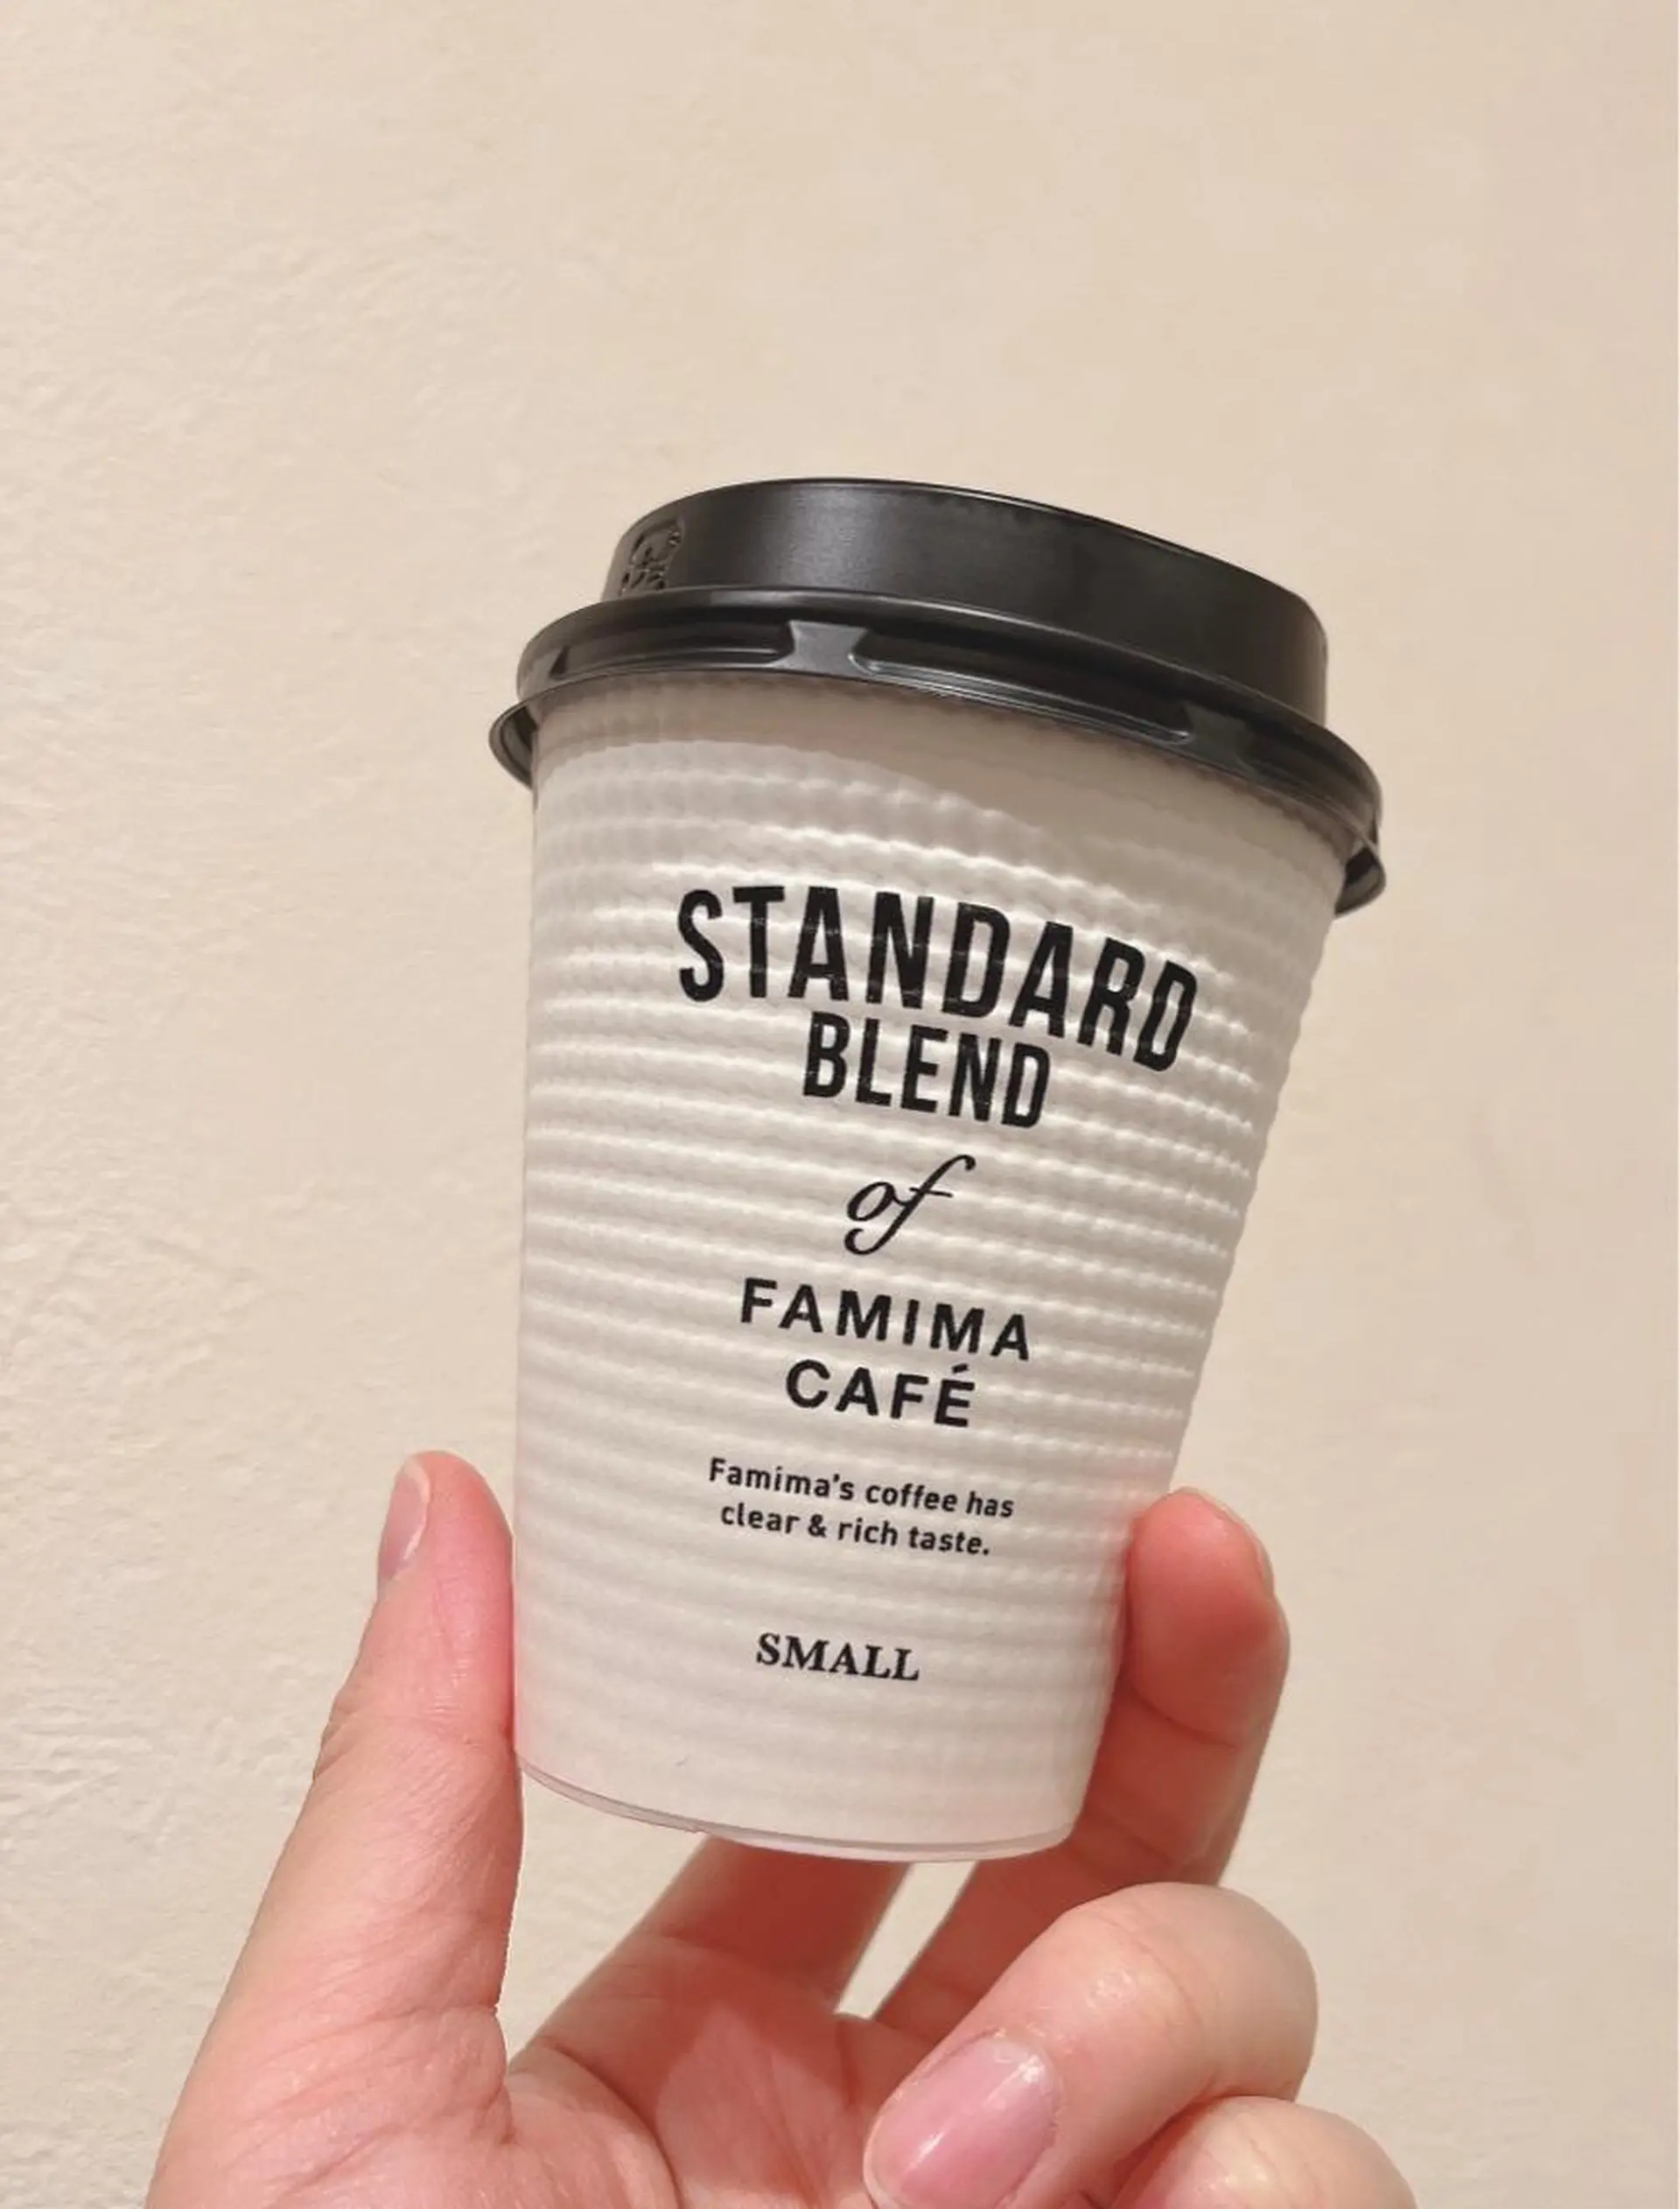 STANDARD
BLEND
of
FAMIMA
CAFÉ
Famima's coffee has
clear & rich taste.
SMALL